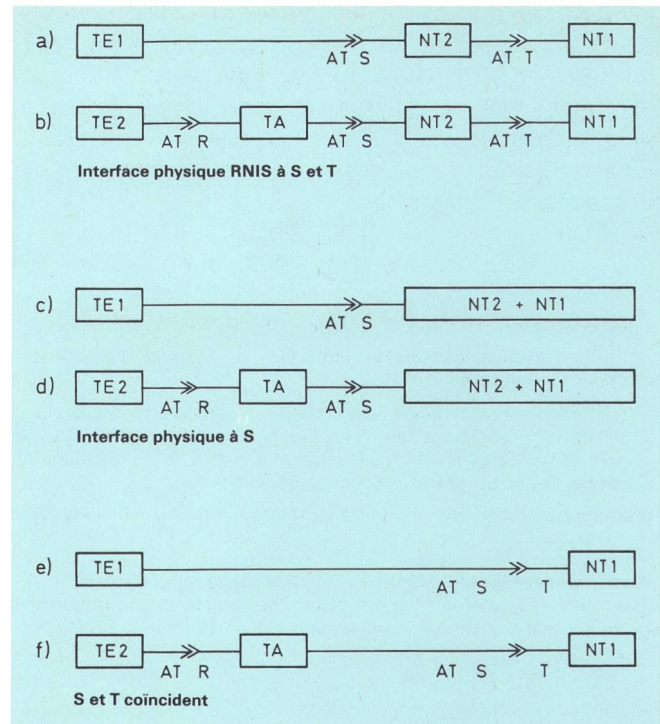 a) TE1 NT2 NT1
AT S AT T
b) TE2 TA NT2 NT1
AT R AT S AT T
Interface physique RNIS à S et T
c) TE1 NT2 + NT1
AT S
d) TE2 TA NT2 + NT1
AT R AT S
Interface physique à S
e) TE1 NT1
AT S T
f) TE2 TA NT1
AT R AT S T
S et T coïncident